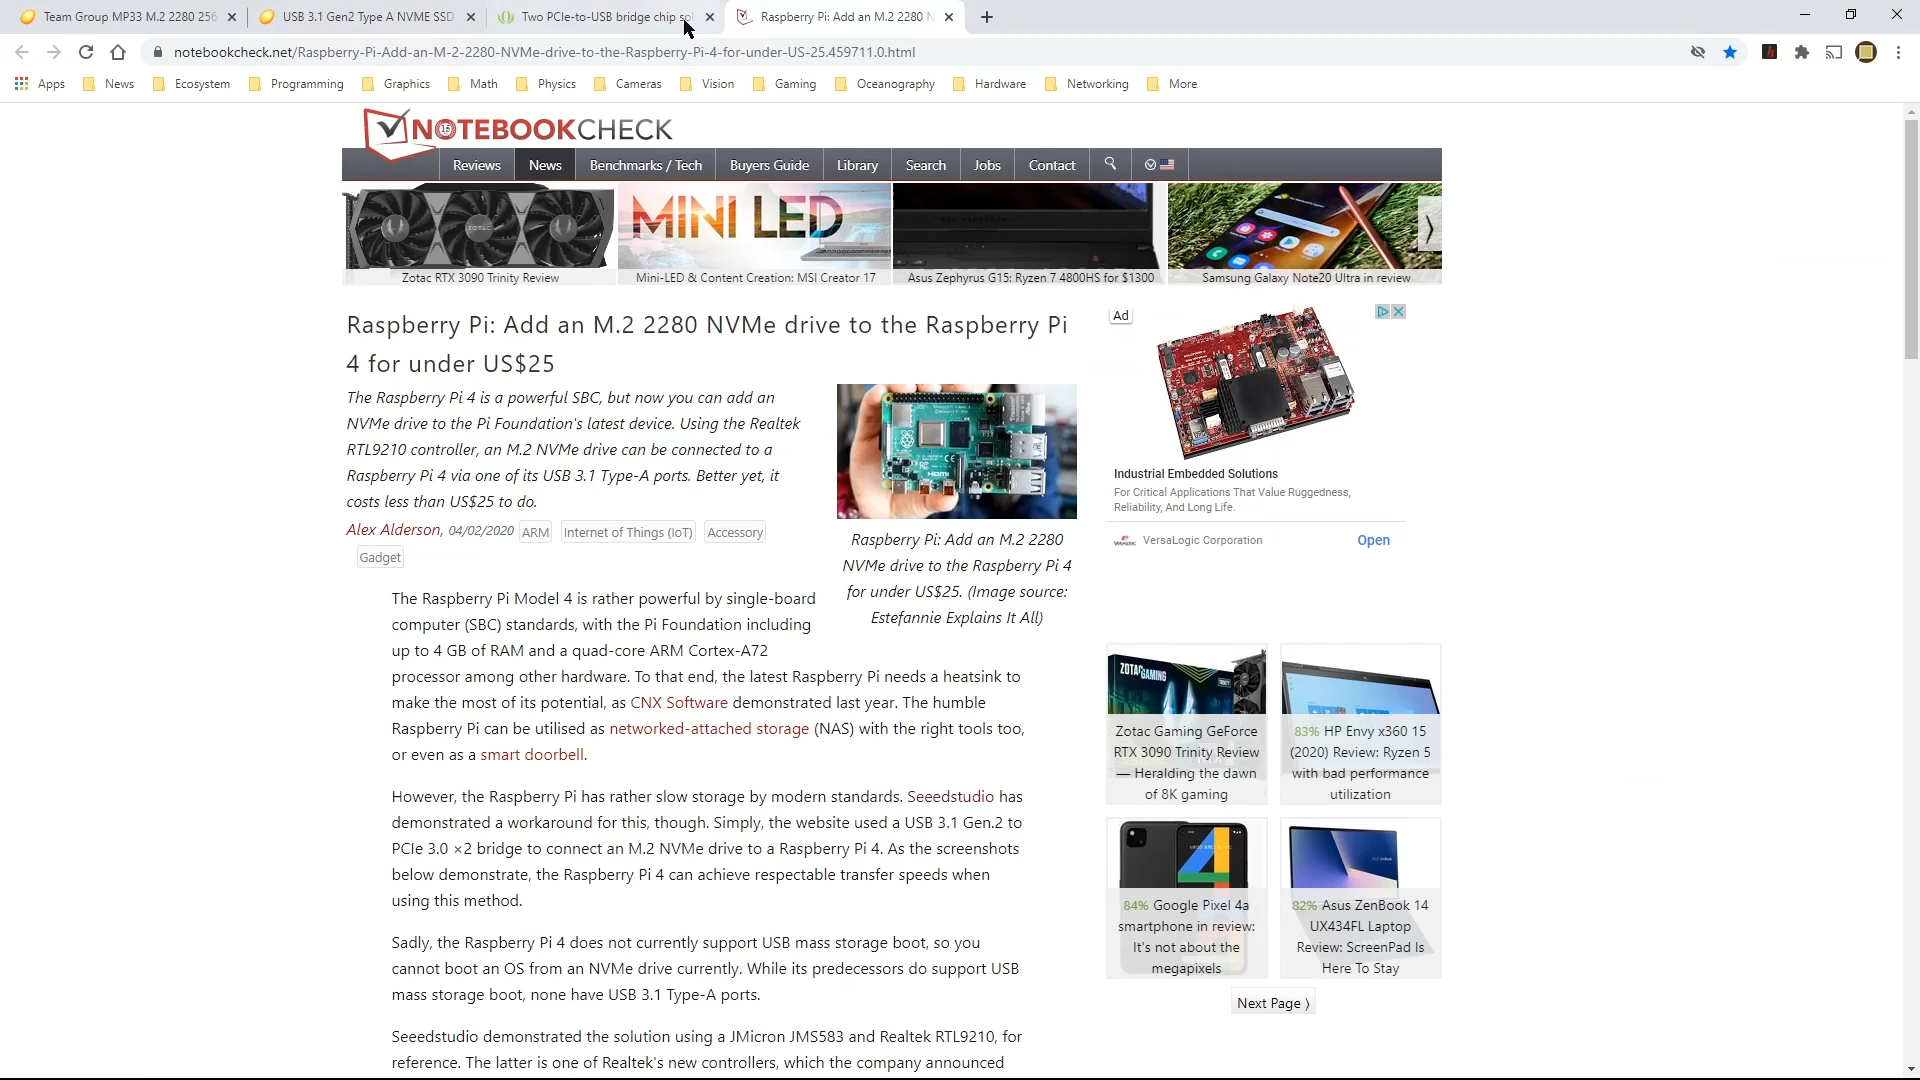 Team Group MP33 M.2 2280 256
USB 3.1 Gen2 Type A NVME SSD
Two PCIe-to-USB bridge chip sol
Raspberry Pi: Add an M.2 2280 N
notebookcheck.net/Raspberry-Pi-Add-an-M-2-2280-NVMe-drive-to-the-Raspberry-Pi-4-for-under-US-25.459711.0.html
Apps News Ecosystem Programming Graphics Math Physics Cameras Vision Gaming Oceanography Hardware Networking More
NOTEBOOKCHECK
Reviews News Benchmarks / Tech Buyers Guide Library Search Jobs Contact
MINI LED
Zotac RTX 3090 Trinity Review
Mini-LED & Content Creation: MSI Creator 17
Asus Zephyrus G15: Ryzen 7 4800HS for $1300
Samsung Galaxy Note20 Ultra in review
Raspberry Pi: Add an M.2 2280 NVMe drive to the Raspberry Pi
4 for under US$25
The Raspberry Pi 4 is a powerful SBC, but now you can add an
NVMe drive to the Pi Foundation's latest device. Using the Realtek
RTL9210 controller, an M.2 NVMe drive can be connected to a
Raspberry Pi 4 via one of its USB 3.1 Type-A ports. Better yet, it
costs less than US$25 to do.
Alex Alderson, 04/02/2020 ARM Internet of Things (IoT) Accessory
Gadget
Raspberry Pi: Add an M.2 2280
NVMe drive to the Raspberry Pi 4
for under US$25. (Image source:
Estefannie Explains It All)
The Raspberry Pi Model 4 is rather powerful by single-board
computer (SBC) standards, with the Pi Foundation including
up to 4 GB of RAM and a quad-core ARM Cortex-A72
processor among other hardware. To that end, the latest Raspberry Pi needs a heatsink to
make the most of its potential, as CNX Software demonstrated last year. The humble
Raspberry Pi can be utilised as networked-attached storage (NAS) with the right tools too,
or even as a smart doorbell.
However, the Raspberry Pi has rather slow storage by modern standards. Seeedstudio has
demonstrated a workaround for this, though. Simply, the website used a USB 3.1 Gen.2 to
PCIe 3.0 ×2 bridge to connect an M.2 NVMe drive to a Raspberry Pi 4. As the screenshots
below demonstrate, the Raspberry Pi 4 can achieve respectable transfer speeds when
using this method.
Sadly, the Raspberry Pi 4 does not currently support USB mass storage boot, so you
cannot boot an OS from an NVMe drive currently. While its predecessors do support USB
mass storage boot, none have USB 3.1 Type-A ports.
Seeedstudio demonstrated the solution using a JMicron JMS583 and Realtek RTL9210, for
reference. The latter is one of Realtek's new controllers, which the company announced
Ad
Industrial Embedded Solutions
For Critical Applications That Value Ruggedness,
Reliability, And Long Life.
VersaLogic Corporation
Open
ZOTAC GAMING
Zotac Gaming GeForce
RTX 3090 Trinity Review
— Heralding the dawn
of 8K gaming
83% HP Envy x360 15
(2020) Review: Ryzen 5
with bad performance
utilization
84% Google Pixel 4a
smartphone in review:
It's not about the
megapixels
82% Asus ZenBook 14
UX434FL Laptop
Review: ScreenPad Is
Here To Stay
Next Page ⟩